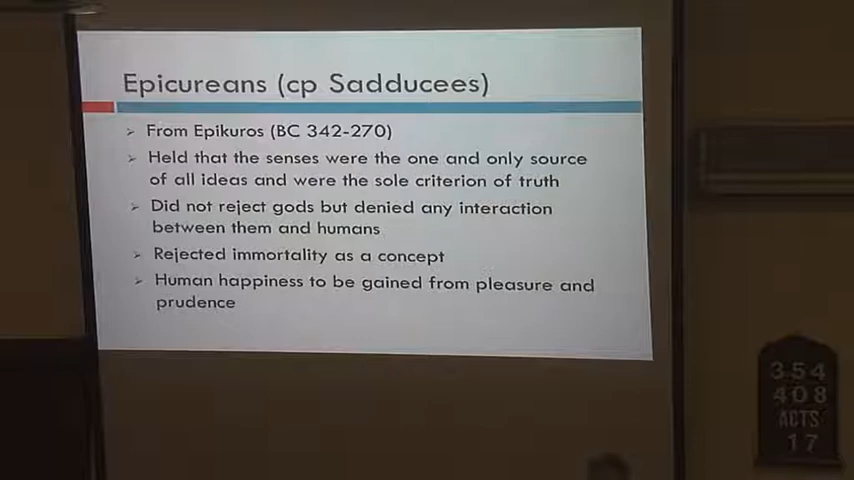 Epicureans (cp Sadducees)
➢ From Epikuros (BC 342-270)
➢ Held that the senses were the one and only source
of all ideas and were the sole criterion of truth
➢ Did not reject gods but denied any interaction
between them and humans
➢ Rejected immortality as a concept
➢ Human happiness to be gained from pleasure and
prudence
354
408
ACTS
17